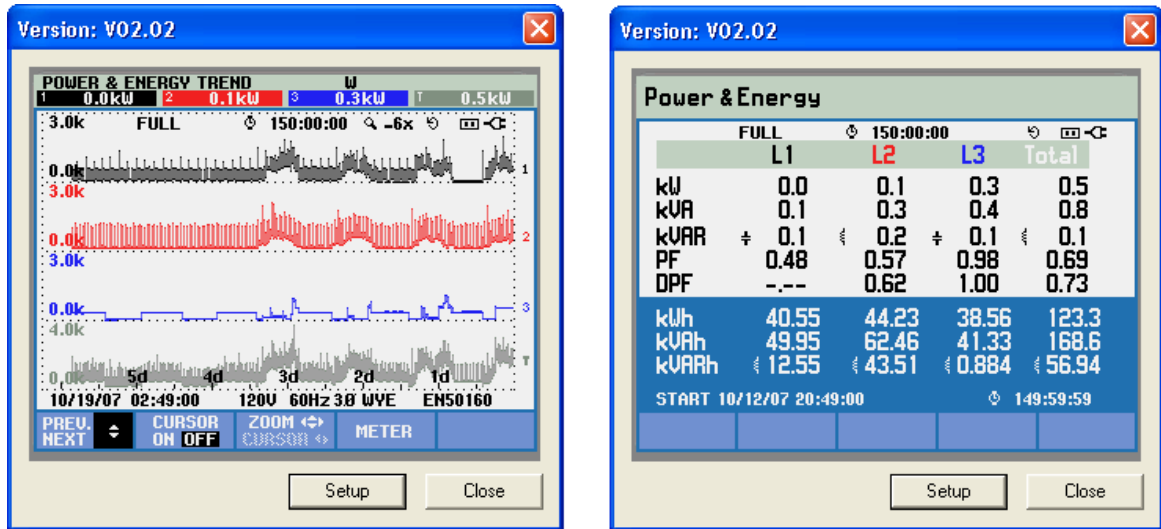 Version: V02.02
POWER & ENERGY TREND W
1 0.0kW 2 0.1kW 3 0.3kW T 0.5kW
3.0k FULL 150:00:00 -6x
0.0k 1
3.0k
0.0k 2
3.0k
0.0k 3
4.0k
0.0k 5d 4d 3d 2d 1d T
10/19/07 02:49:00 120V 60Hz 3.0 WYE EN50160
PREV. NEXT CURSOR ON OFF ZOOM CURSOR METER
Setup Close
Version: V02.02
Power & Energy
FULL 150:00:00
L1 L2 L3 Total
kW 0.0 0.1 0.3 0.5
kVA 0.1 0.3 0.4 0.8
kVAR 0.1 0.2 0.1 0.1
PF 0.48 0.57 0.98 0.69
DPF -.-- 0.62 1.00 0.73
kWh 40.55 44.23 38.56 123.3
kVAh 49.95 62.46 41.33 168.6
kVARh 12.55 43.51 0.884 56.94
START 10/12/07 20:49:00 149:59:59
Setup Close